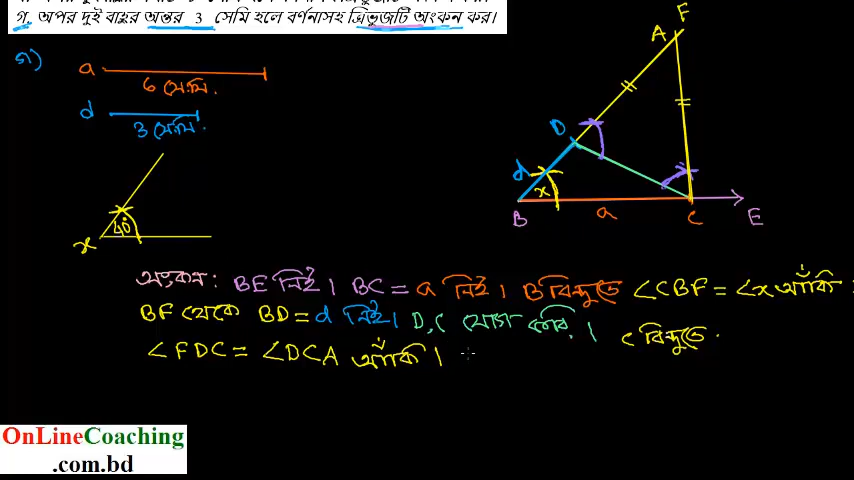 গ. অপর দুই বাহুর অন্তর 3 সেমি হলে বর্ণনাসহ ত্রিভুজটি অংকন কর।
গ)
a
6 সে.মি.
d
3 সেমি.
x
40°
F
A
D
d
x
B
a
C
E
অংকন: BE নিই। BC = a নিই। B বিন্দুতে ∠CBF = ∠x আঁকি।
BF থেকে BD = d নিই। D, C যোগ করি।
C বিন্দুতে
∠FDC = ∠DCA আঁকি।
OnLineCoaching
.com.bd